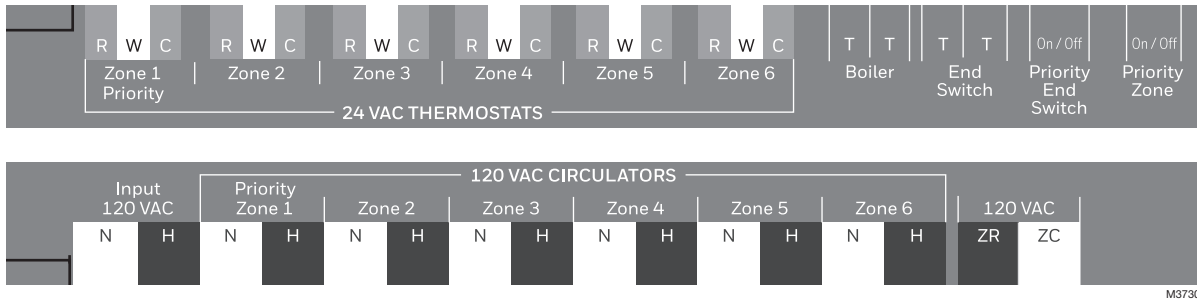 R W C R W C R W C R W C R W C R W C T T T T On / Off On / Off
Zone 1 Zone 2 Zone 3 Zone 4 Zone 5 Zone 6 Boiler End Priority Priority
Priority Switch End Zone
Switch
24 VAC THERMOSTATS
120 VAC CIRCULATORS
Input Priority
120 VAC Zone 1 Zone 2 Zone 3 Zone 4 Zone 5 Zone 6 120 VAC
N H N H N H N H N H N H N H ZR ZC
M3730